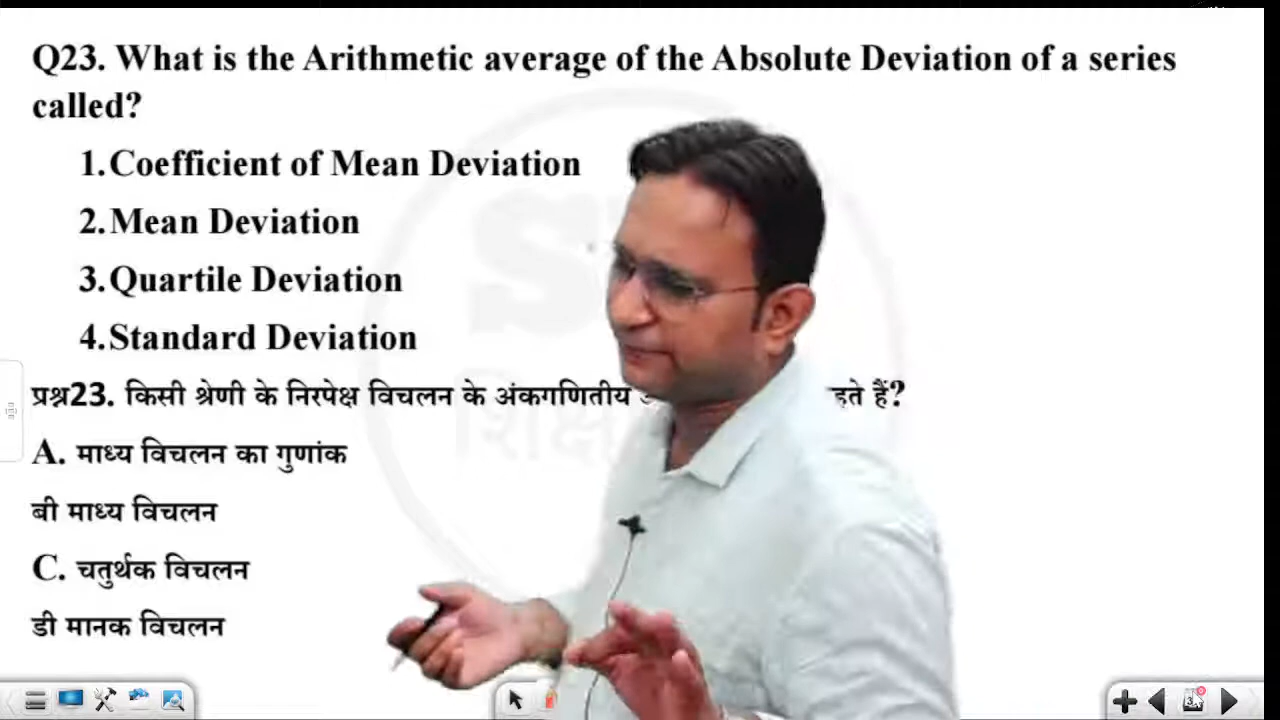 Q23. What is the Arithmetic average of the Absolute Deviation of a series
called?
1.Coefficient of Mean Deviation
2.Mean Deviation
3.Quartile Deviation
4.Standard Deviation
प्रश्न23. किसी श्रेणी के निरपेक्ष विचलन के अंकगणितीय हैं?
A. माध्य विचलन का गुणांक
बी माध्य विचलन
C. चतुर्थक विचलन
डी मानक विचलन